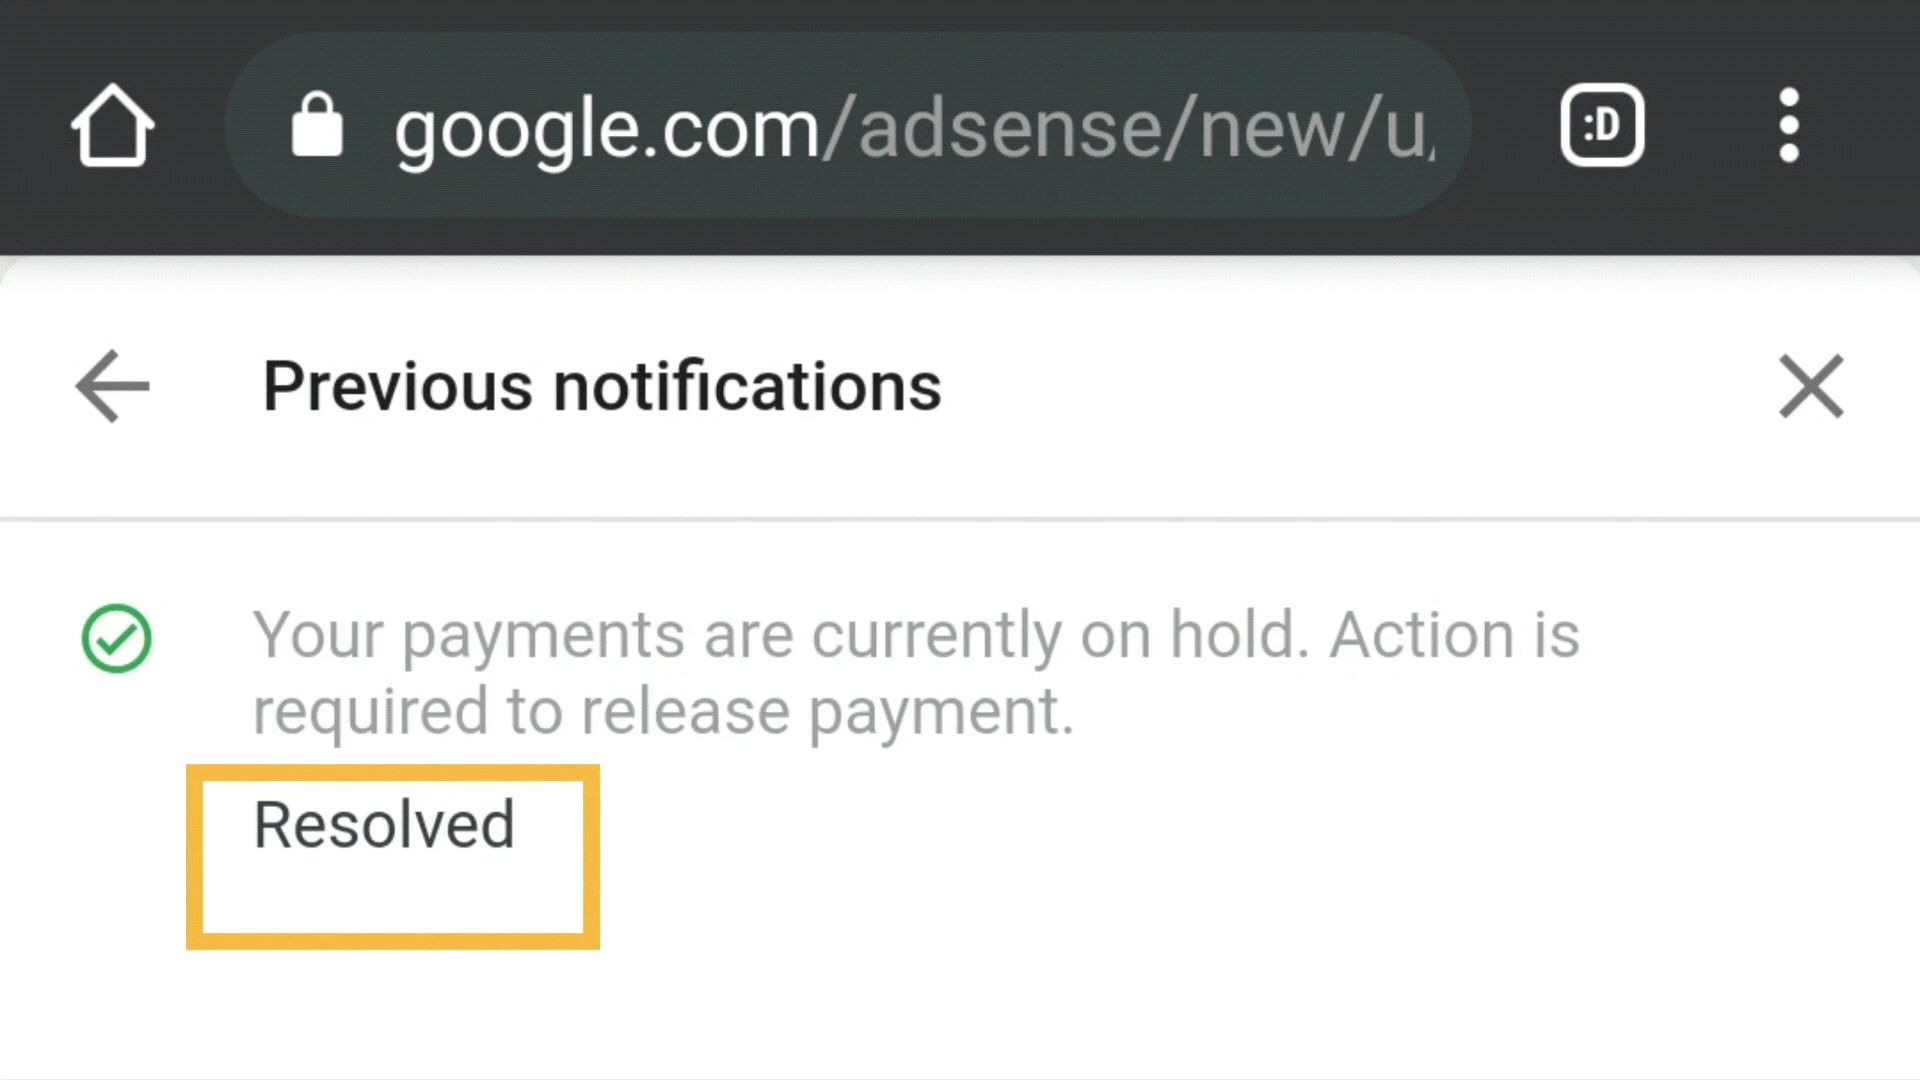 google.com/adsense/new/u/
:D
Previous notifications
Your payments are currently on hold. Action is
required to release payment.
Resolved